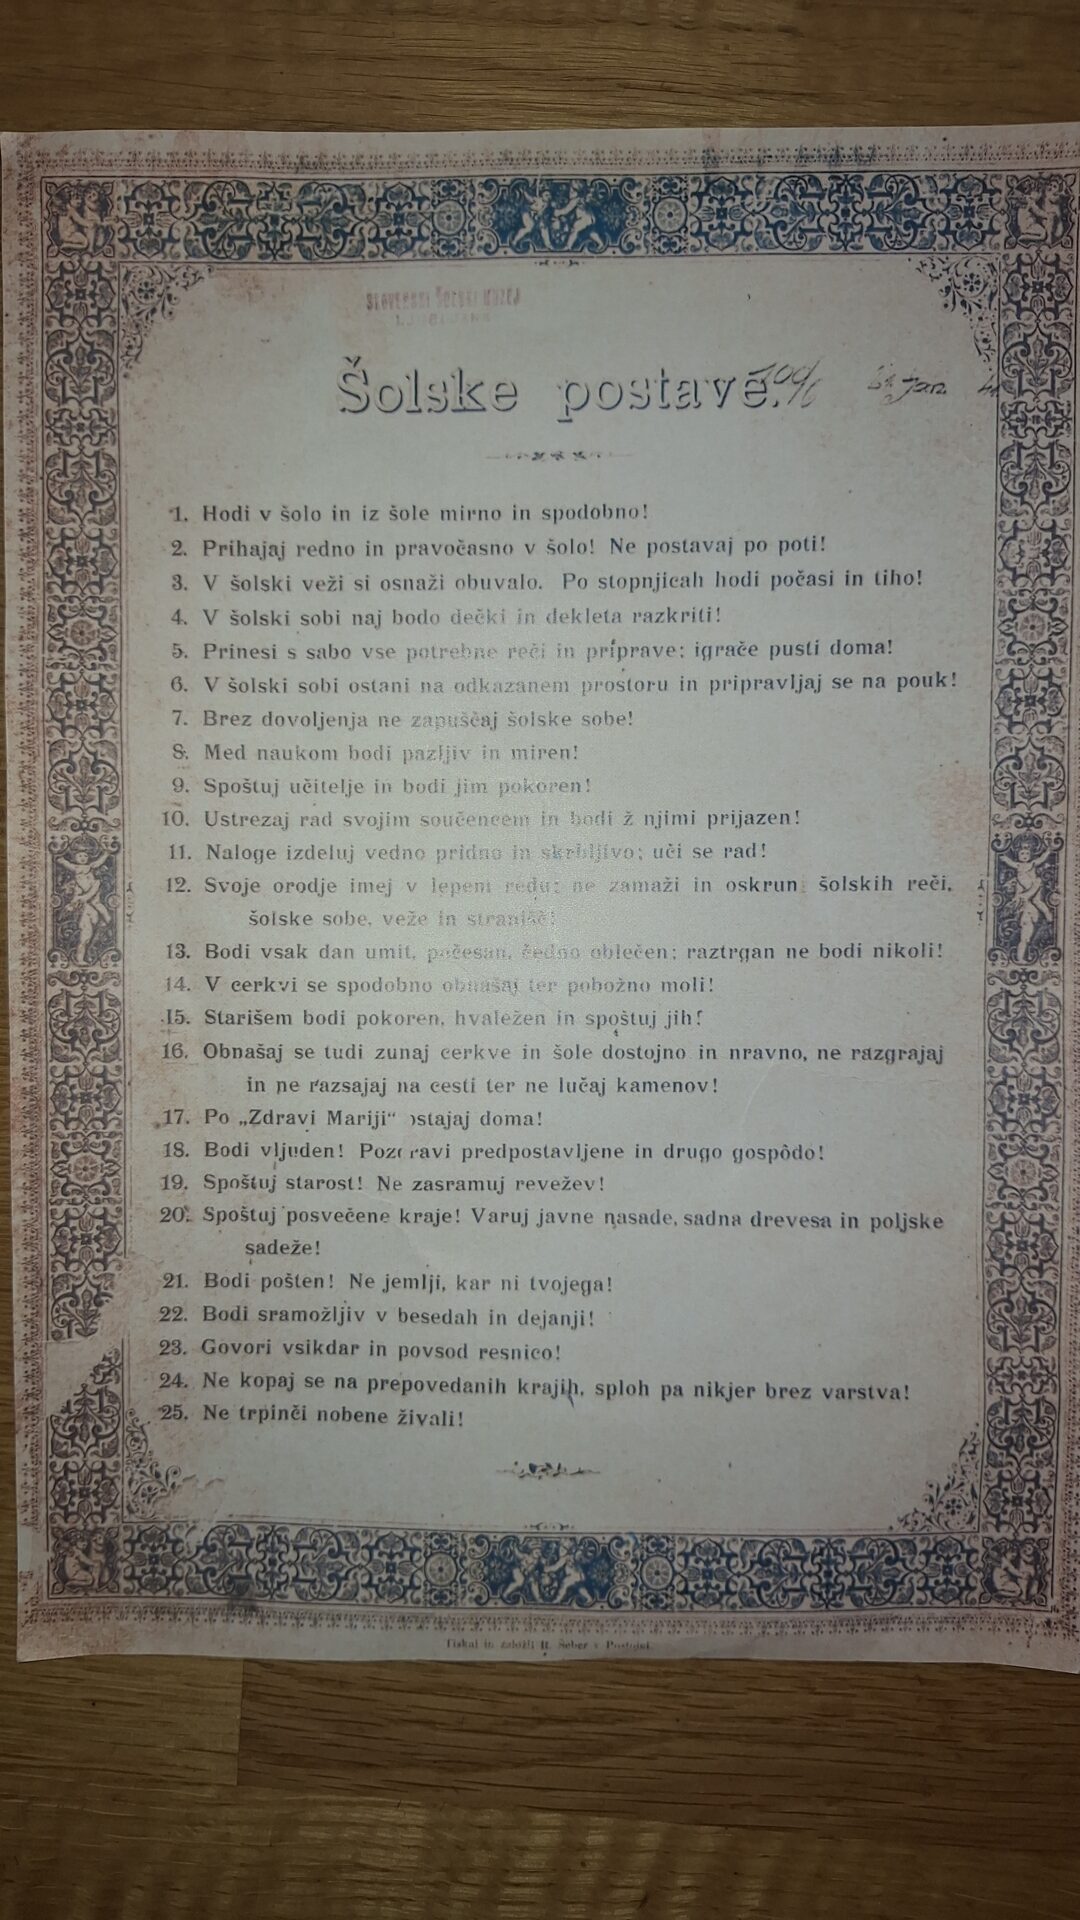 SLOVENSKI ŠOLSKI MUZEJ
Šolske postave.
Jan.
1. Hodi v šolo in iz šole mirno in spodobno!
2. Prihajaj redno in pravočasno v šolo! Ne postavaj po poti!
3. V šolski veži si osnaži obuvalo. Po stopnjicah hodi počasi in tiho!
4. V šolski sobi naj bodo dečki in dekleta razkriti!
5. Prinesi s sabo vse potrebne reči in priprave; igrače pusti doma!
6. V šolski sobi ostani na odkazanem prostoru in pripravljaj se na pouk!
7. Brez dovoljenja ne zapuščaj šolske sobe!
8. Med naukom bodi pazljiv in miren!
9. Spoštuj učitelje in bodi jim pokoren!
10. Ustrezaj rad svojim součencem in bodi ž njimi prijazen!
11. Naloge izdeluj vedno pridno in skrbljivo; uči se rad!
12. Svoje orodje imej v lepem redu; ne zamaži in oskrun šolskih reči,
šolske sobe, veže in stranišč!
13. Bodi vsak dan umit, počesan, čedno oblečen; raztrgan ne bodi nikoli!
14. V cerkvi se spodobno obnašaj ter pobožno moli!
15. Starišem bodi pokoren, hvaležen in spoštuj jih!
16. Obnašaj se tudi zunaj cerkve in šole dostojno in nravno, ne razgrajaj
in ne razsajaj na cesti ter ne lučaj kamenov!
17. Po „Zdravi Mariji“ ostajaj doma!
18. Bodi vljuden! Pozdravi predpostavljene in drugo gospôdo!
19. Spoštuj starost! Ne zasramuj revežev!
20. Spoštuj posvečene kraje! Varuj javne nasade, sadna drevesa in poljske
sadeže!
21. Bodi pošten! Ne jemlji, kar ni tvojega!
22. Bodi sramožljiv v besedah in dejanji!
23. Govori vsikdar in povsod resnico!
24. Ne kopaj se na prepovedanih krajih, sploh pa nikjer brez varstva!
25. Ne trpinči nobene živali!
Tiskal in založil R. Šeber v Postojni.